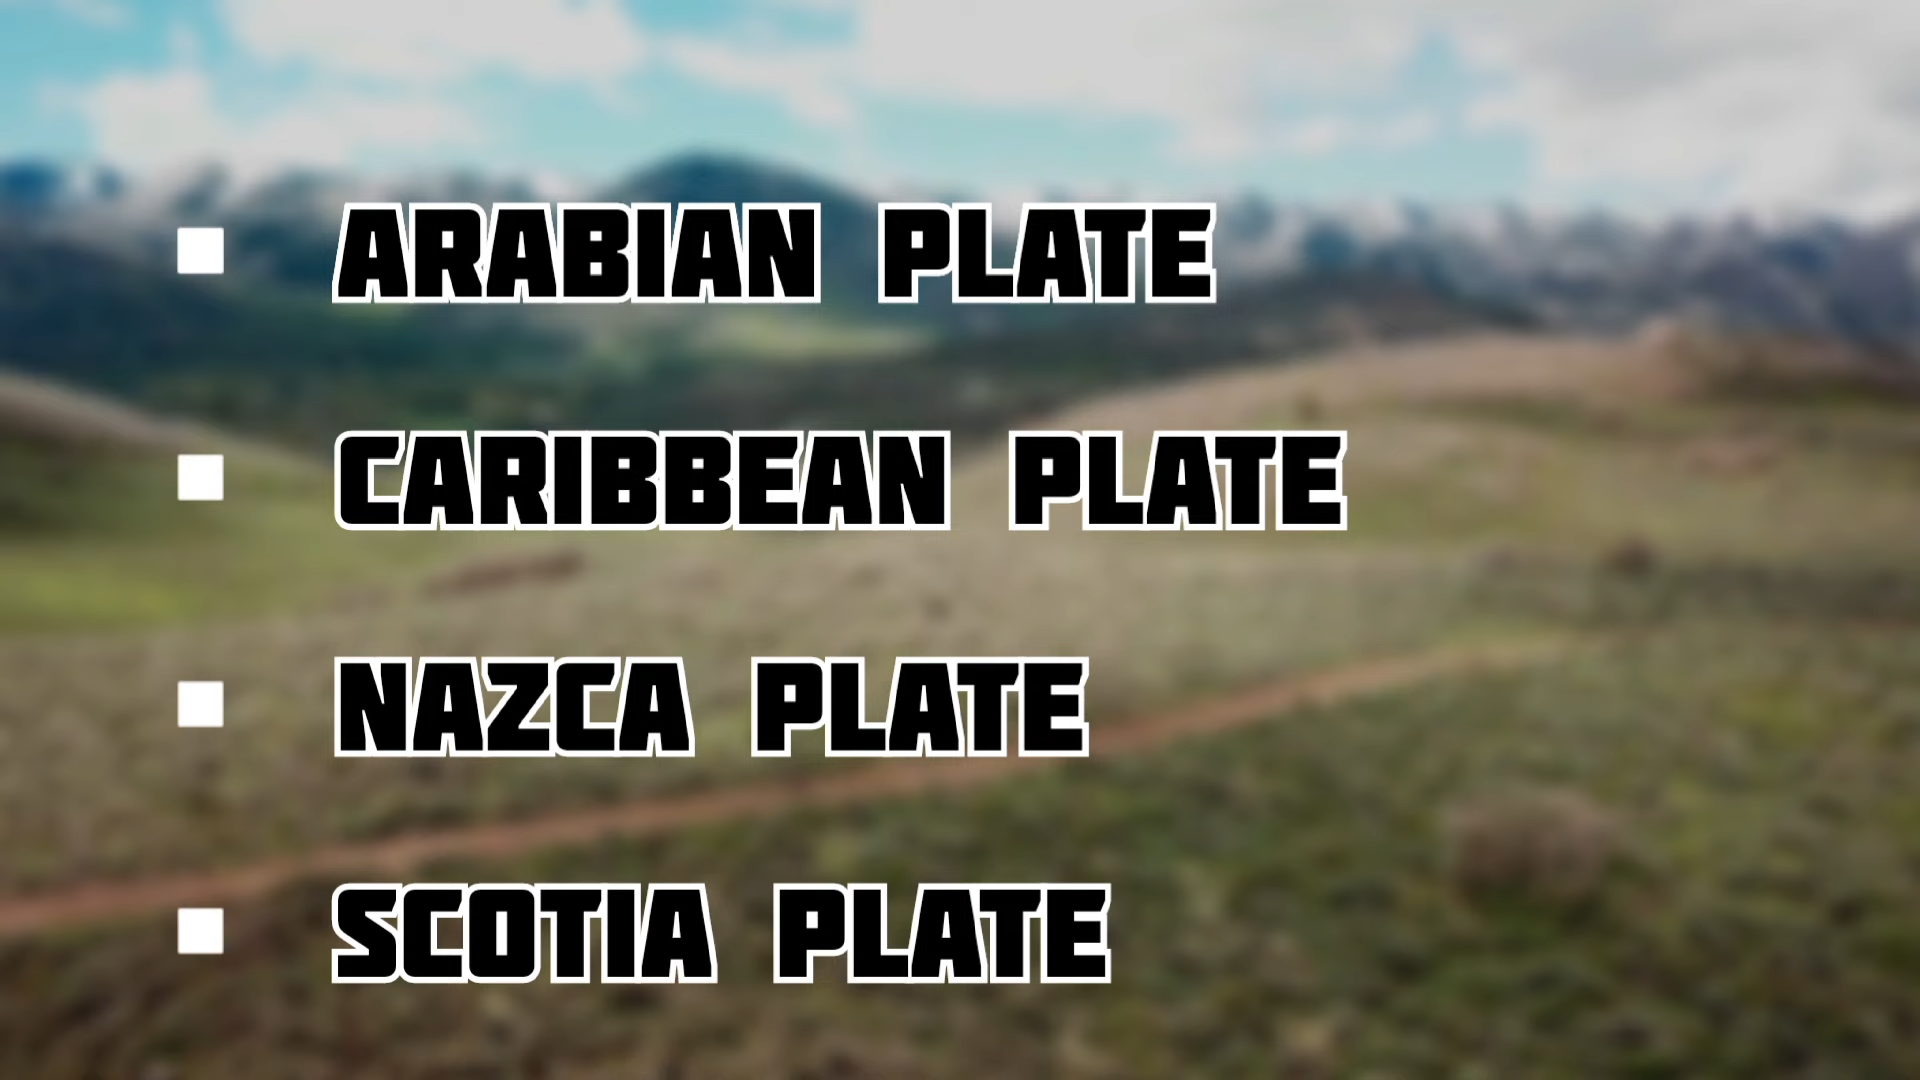 ▪ ARABIAN PLATE
▪ CARIBBEAN PLATE
▪ NAZCA PLATE
▪ SCOTIA PLATE